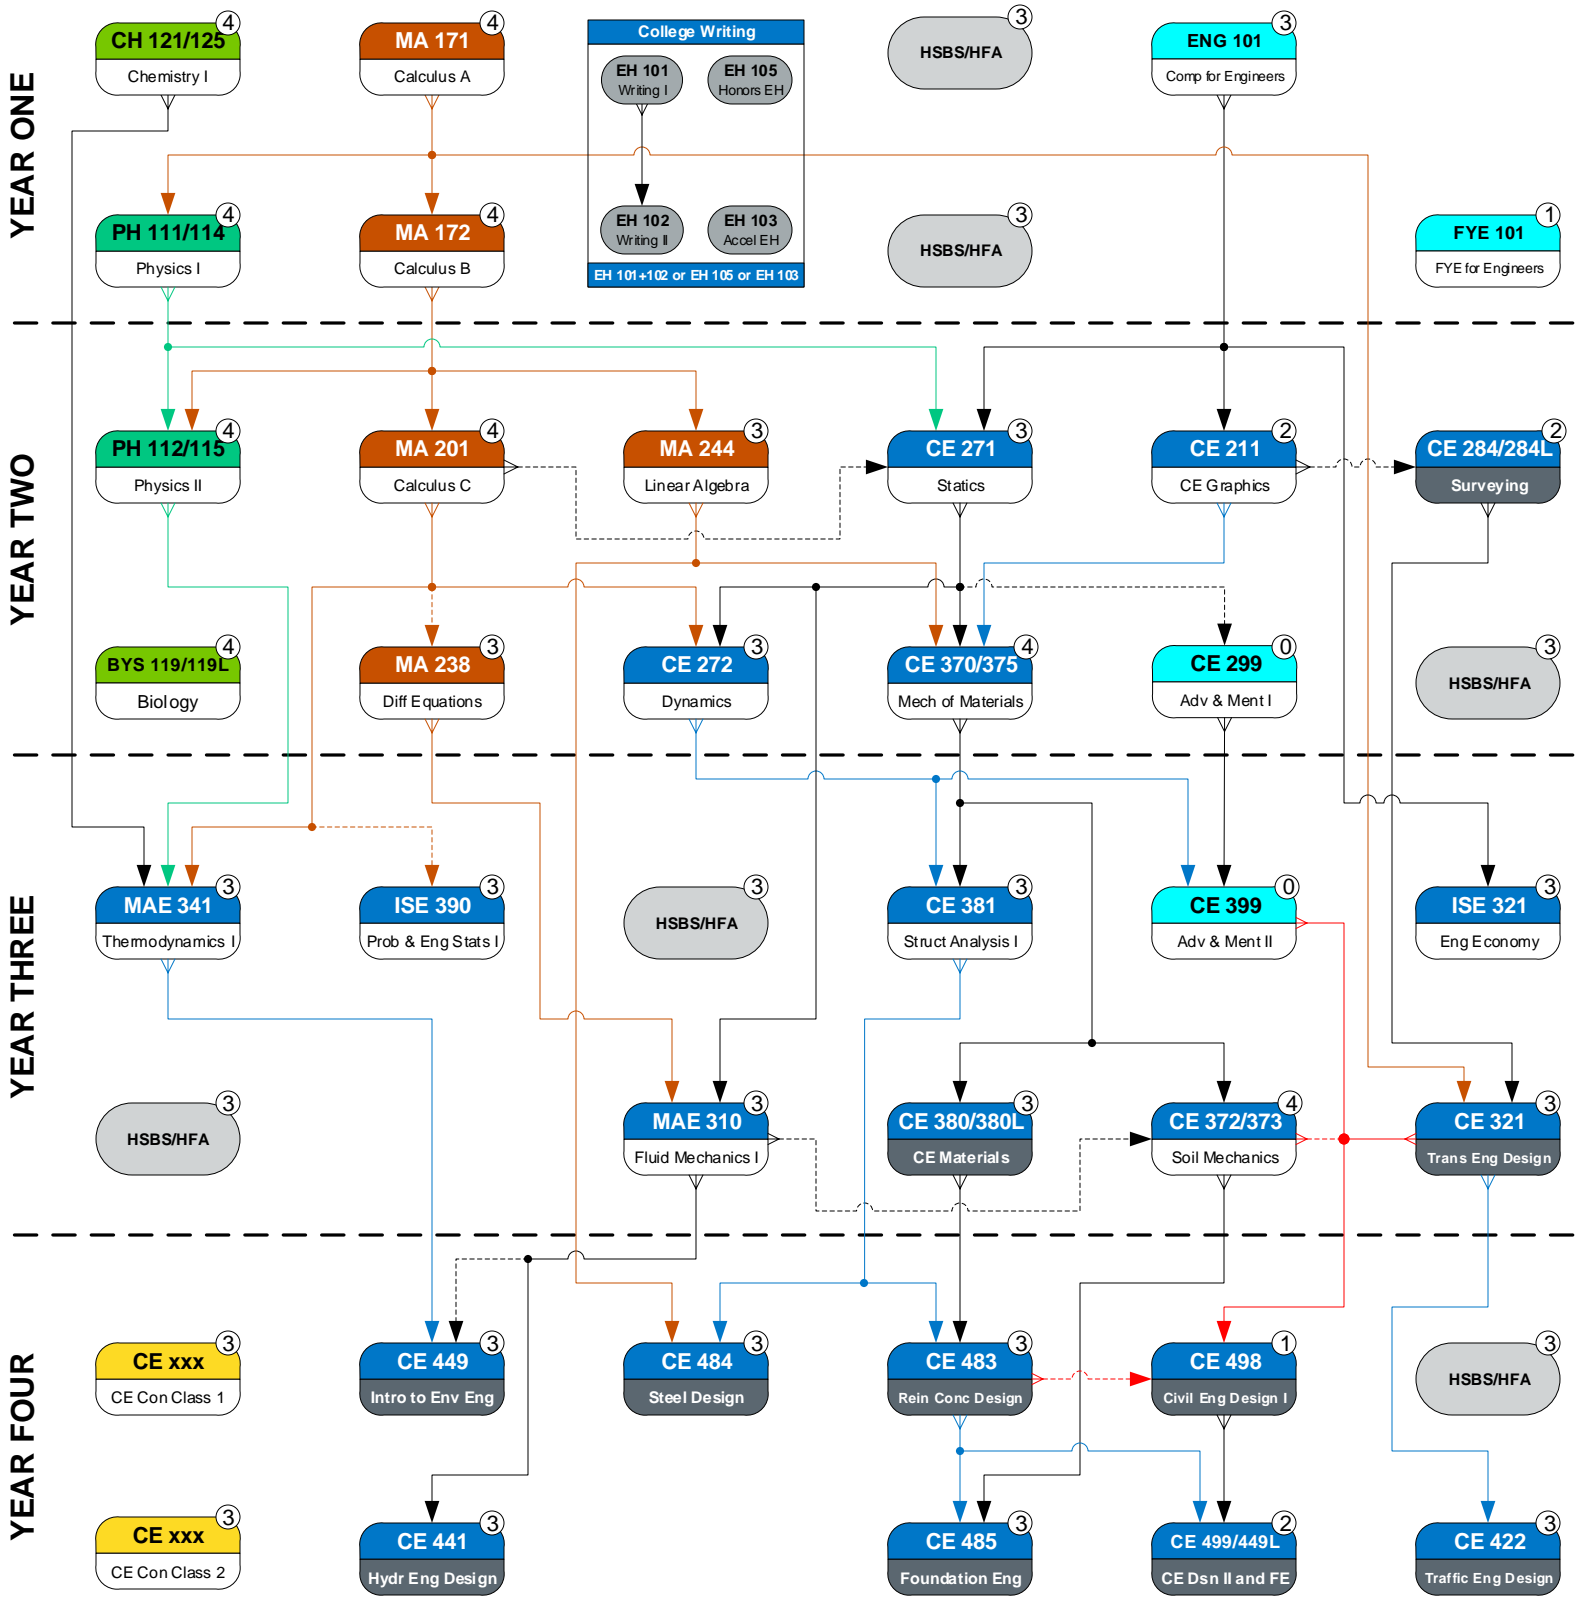 YEAR ONE
CH 121/125
4
Chemistry I
MA 171
4
Calculus A
College Writing
EH 101
Writing I
EH 105
Honors EH
EH 102
Writing II
EH 103
Accel EH
EH 101+102 or EH 105 or EH 103
HSBS/HFA
3
ENG 101
3
Comp for Engineers
PH 111/114
4
Physics I
MA 172
4
Calculus B
HSBS/HFA
3
FYE 101
1
FYE for Engineers
YEAR TWO
PH 112/115
4
Physics II
MA 201
4
Calculus C
MA 244
3
Linear Algebra
CE 271
3
Statics
CE 211
2
CE Graphics
CE 284/284L
2
Surveying
BYS 119/119L
4
Biology
MA 238
3
Diff Equations
CE 272
3
Dynamics
CE 370/375
4
Mech of Materials
CE 299
0
Adv & Ment I
HSBS/HFA
3
YEAR THREE
MAE 341
3
Thermodynamics I
ISE 390
3
Prob & Eng Stats I
HSBS/HFA
3
CE 381
3
Struct Analysis I
CE 399
0
Adv & Ment II
ISE 321
3
Eng Economy
HSBS/HFA
3
MAE 310
3
Fluid Mechanics I
CE 380/380L
3
CE Materials
CE 372/373
4
Soil Mechanics
CE 321
3
Trans Eng Design
YEAR FOUR
CE xxx
3
CE Con Class 1
CE 449
3
Intro to Env Eng
CE 484
3
Steel Design
CE 483
3
Rein Conc Design
CE 498
1
Civil Eng Design I
HSBS/HFA
3
CE xxx
3
CE Con Class 2
CE 441
3
Hydr Eng Design
CE 485
3
Foundation Eng
CE 499/449L
2
CE Dsn II and FE
CE 422
3
Traffic Eng Design